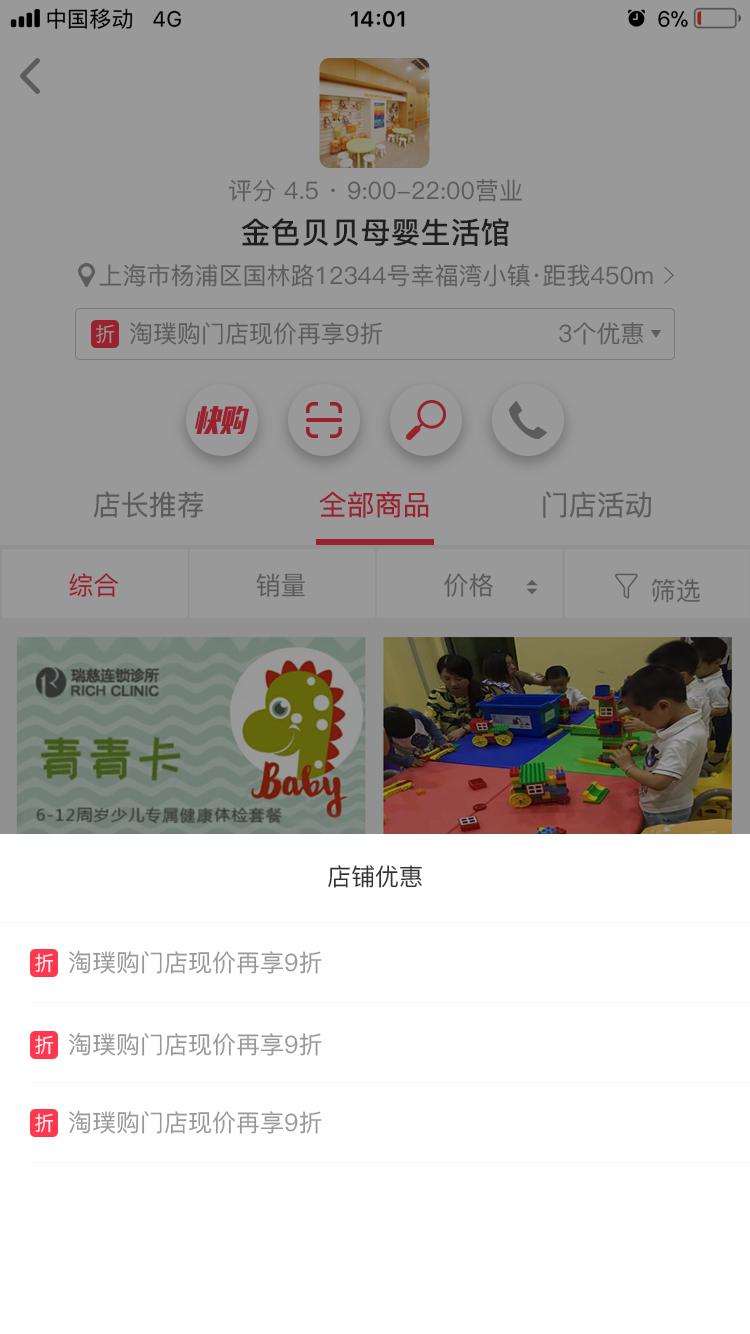 中国移动 4G 14:01 6%
评分 4.5 · 9:00-22:00营业
金色贝贝母婴生活馆
上海市杨浦区国林路12344号幸福湾小镇·距我450m
折 淘璞购门店现价再享9折 3个优惠
快购
店长推荐 全部商品 门店活动
综合 销量 价格 筛选
瑞慈连锁诊所
RICH CLINIC
青青卡
Baby
6-12周岁少儿专属健康体检套餐
店铺优惠
折 淘璞购门店现价再享9折
折 淘璞购门店现价再享9折
折 淘璞购门店现价再享9折